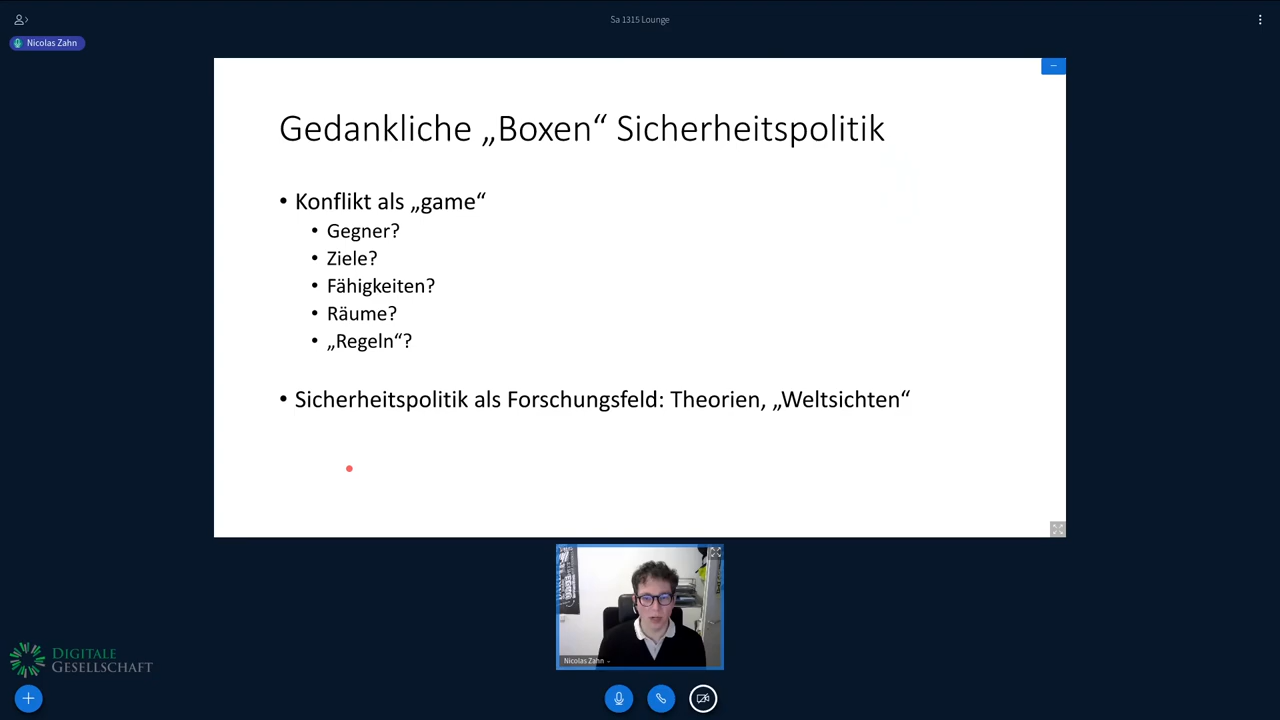 Sa 1315 Lounge
Nicolas Zahn
Gedankliche „Boxen“ Sicherheitspolitik
• Konflikt als „game“
• Gegner?
• Ziele?
• Fähigkeiten?
• Räume?
• „Regeln“?
• Sicherheitspolitik als Forschungsfeld: Theorien, „Weltsichten“
Nicolas Zahn
DIGITALE
GESELLSCHAFT